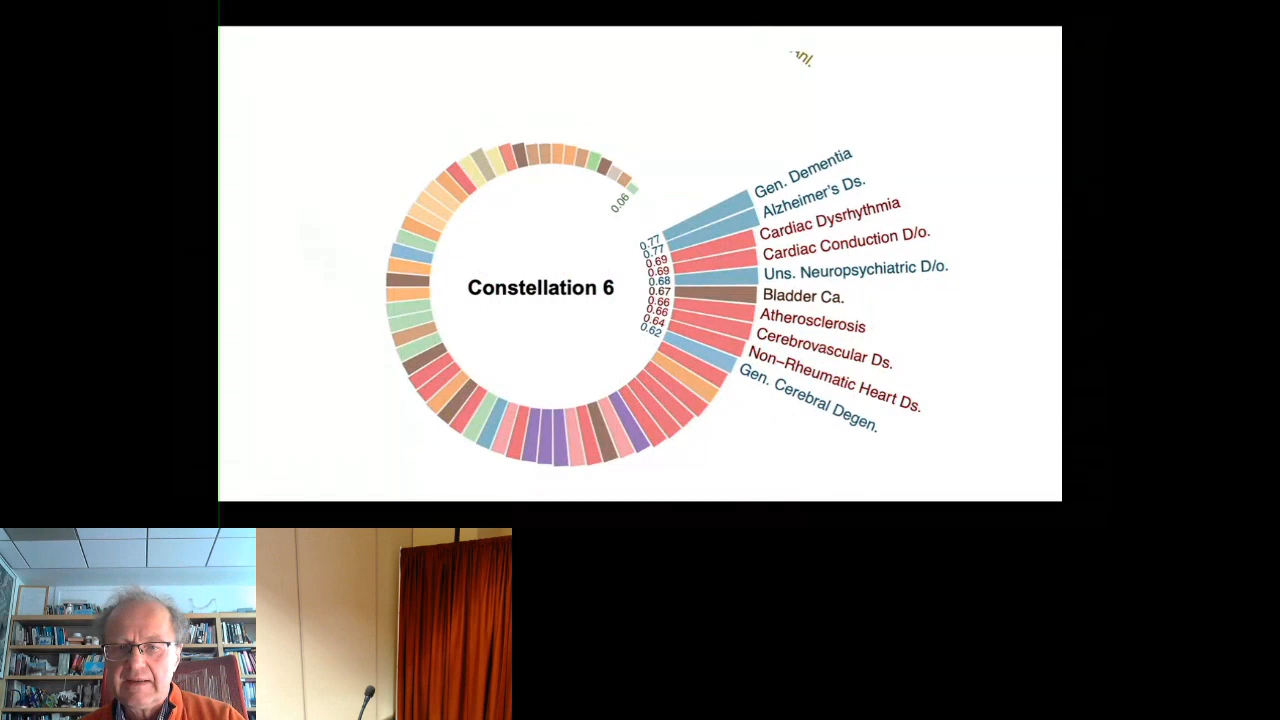 Gen. Dementia
Alzheimer's Ds.
Cardiac Dysrhythmia
Cardiac Conduction D/o.
Uns. Neuropsychiatric D/o.
Bladder Ca.
Atherosclerosis
Cerebrovascular Ds.
Non-Rheumatic Heart Ds.
Gen. Cerebral Degen.
0.77
0.77
0.69
0.69
0.68
0.67
0.66
0.66
0.64
0.62
0.06
Constellation 6